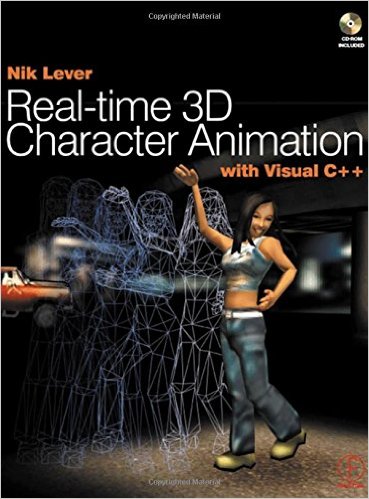 Copyrighted Material
CD-ROM
INCLUDED
Nik Lever
Real-time 3D
Character Animation
with Visual C++
Copyrighted Material